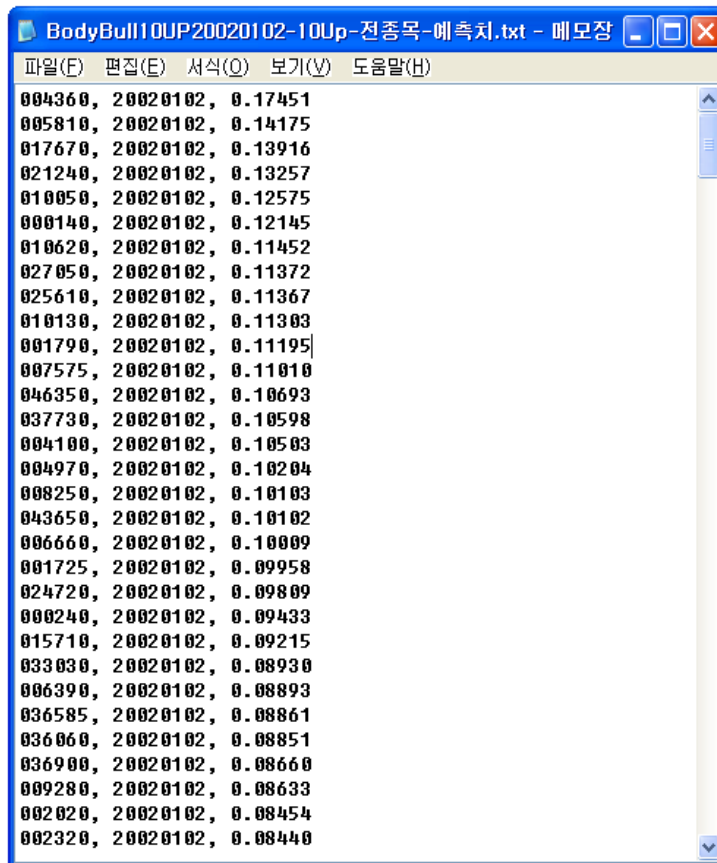 BodyBull10UP20020102-10Up-전종목-예측치.txt - 메모장
파일(F) 편집(E) 서식(O) 보기(V) 도움말(H)
004360, 20020102, 0.17451
005810, 20020102, 0.14175
017670, 20020102, 0.13916
021240, 20020102, 0.13257
010050, 20020102, 0.12575
000140, 20020102, 0.12145
010620, 20020102, 0.11452
027050, 20020102, 0.11372
025610, 20020102, 0.11367
010130, 20020102, 0.11303
001790, 20020102, 0.11195
007575, 20020102, 0.11010
046350, 20020102, 0.10693
037730, 20020102, 0.10598
004100, 20020102, 0.10503
004970, 20020102, 0.10204
008250, 20020102, 0.10103
043650, 20020102, 0.10102
006660, 20020102, 0.10009
001725, 20020102, 0.09958
024720, 20020102, 0.09809
000240, 20020102, 0.09433
015710, 20020102, 0.09215
033030, 20020102, 0.08930
006390, 20020102, 0.08893
036585, 20020102, 0.08861
036060, 20020102, 0.08851
036900, 20020102, 0.08660
009280, 20020102, 0.08633
002020, 20020102, 0.08454
002320, 20020102, 0.08440